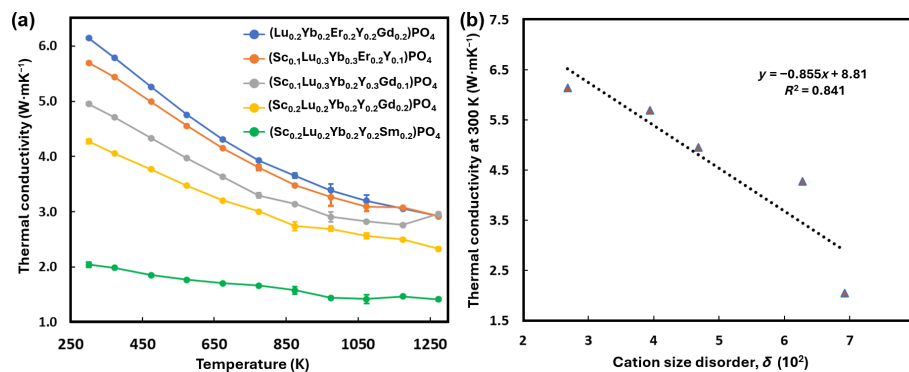 (a)
Thermal conductivity (W·mK⁻¹)
6.0
5.0
4.0
3.0
2.0
1.0
250 450 650 850 1050 1250
Temperature (K)
(Lu₀.₂Yb₀.₂Er₀.₂Y₀.₂Gd₀.₂)PO₄
(Sc₀.₁Lu₀.₃Yb₀.₃Er₀.₂Y₀.₁)PO₄
(Sc₀.₁Lu₀.₃Yb₀.₂Y₀.₃Gd₀.₁)PO₄
(Sc₀.₂Lu₀.₂Yb₀.₂Y₀.₂Gd₀.₂)PO₄
(Sc₀.₂Lu₀.₂Yb₀.₂Y₀.₂Sm₀.₂)PO₄
(b)
Thermal conductivity at 300 K (W·mK⁻¹)
7.5
6.5
5.5
4.5
3.5
2.5
1.5
2 3 4 5 6 7 8
Cation size disorder, δ (10²)
y = −0.855x + 8.81
R² = 0.841